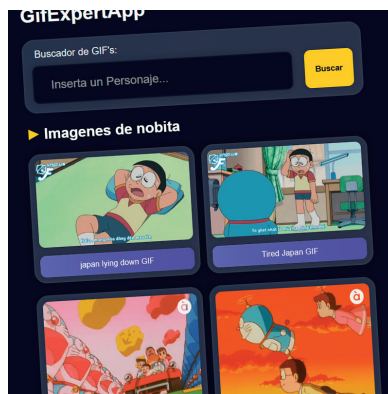 GifExpertApp
Buscador de GIF's:
Inserta un Personaje...
Buscar
▶ Imagenes de nobita
japan lying down GIF
Tired Japan GIF